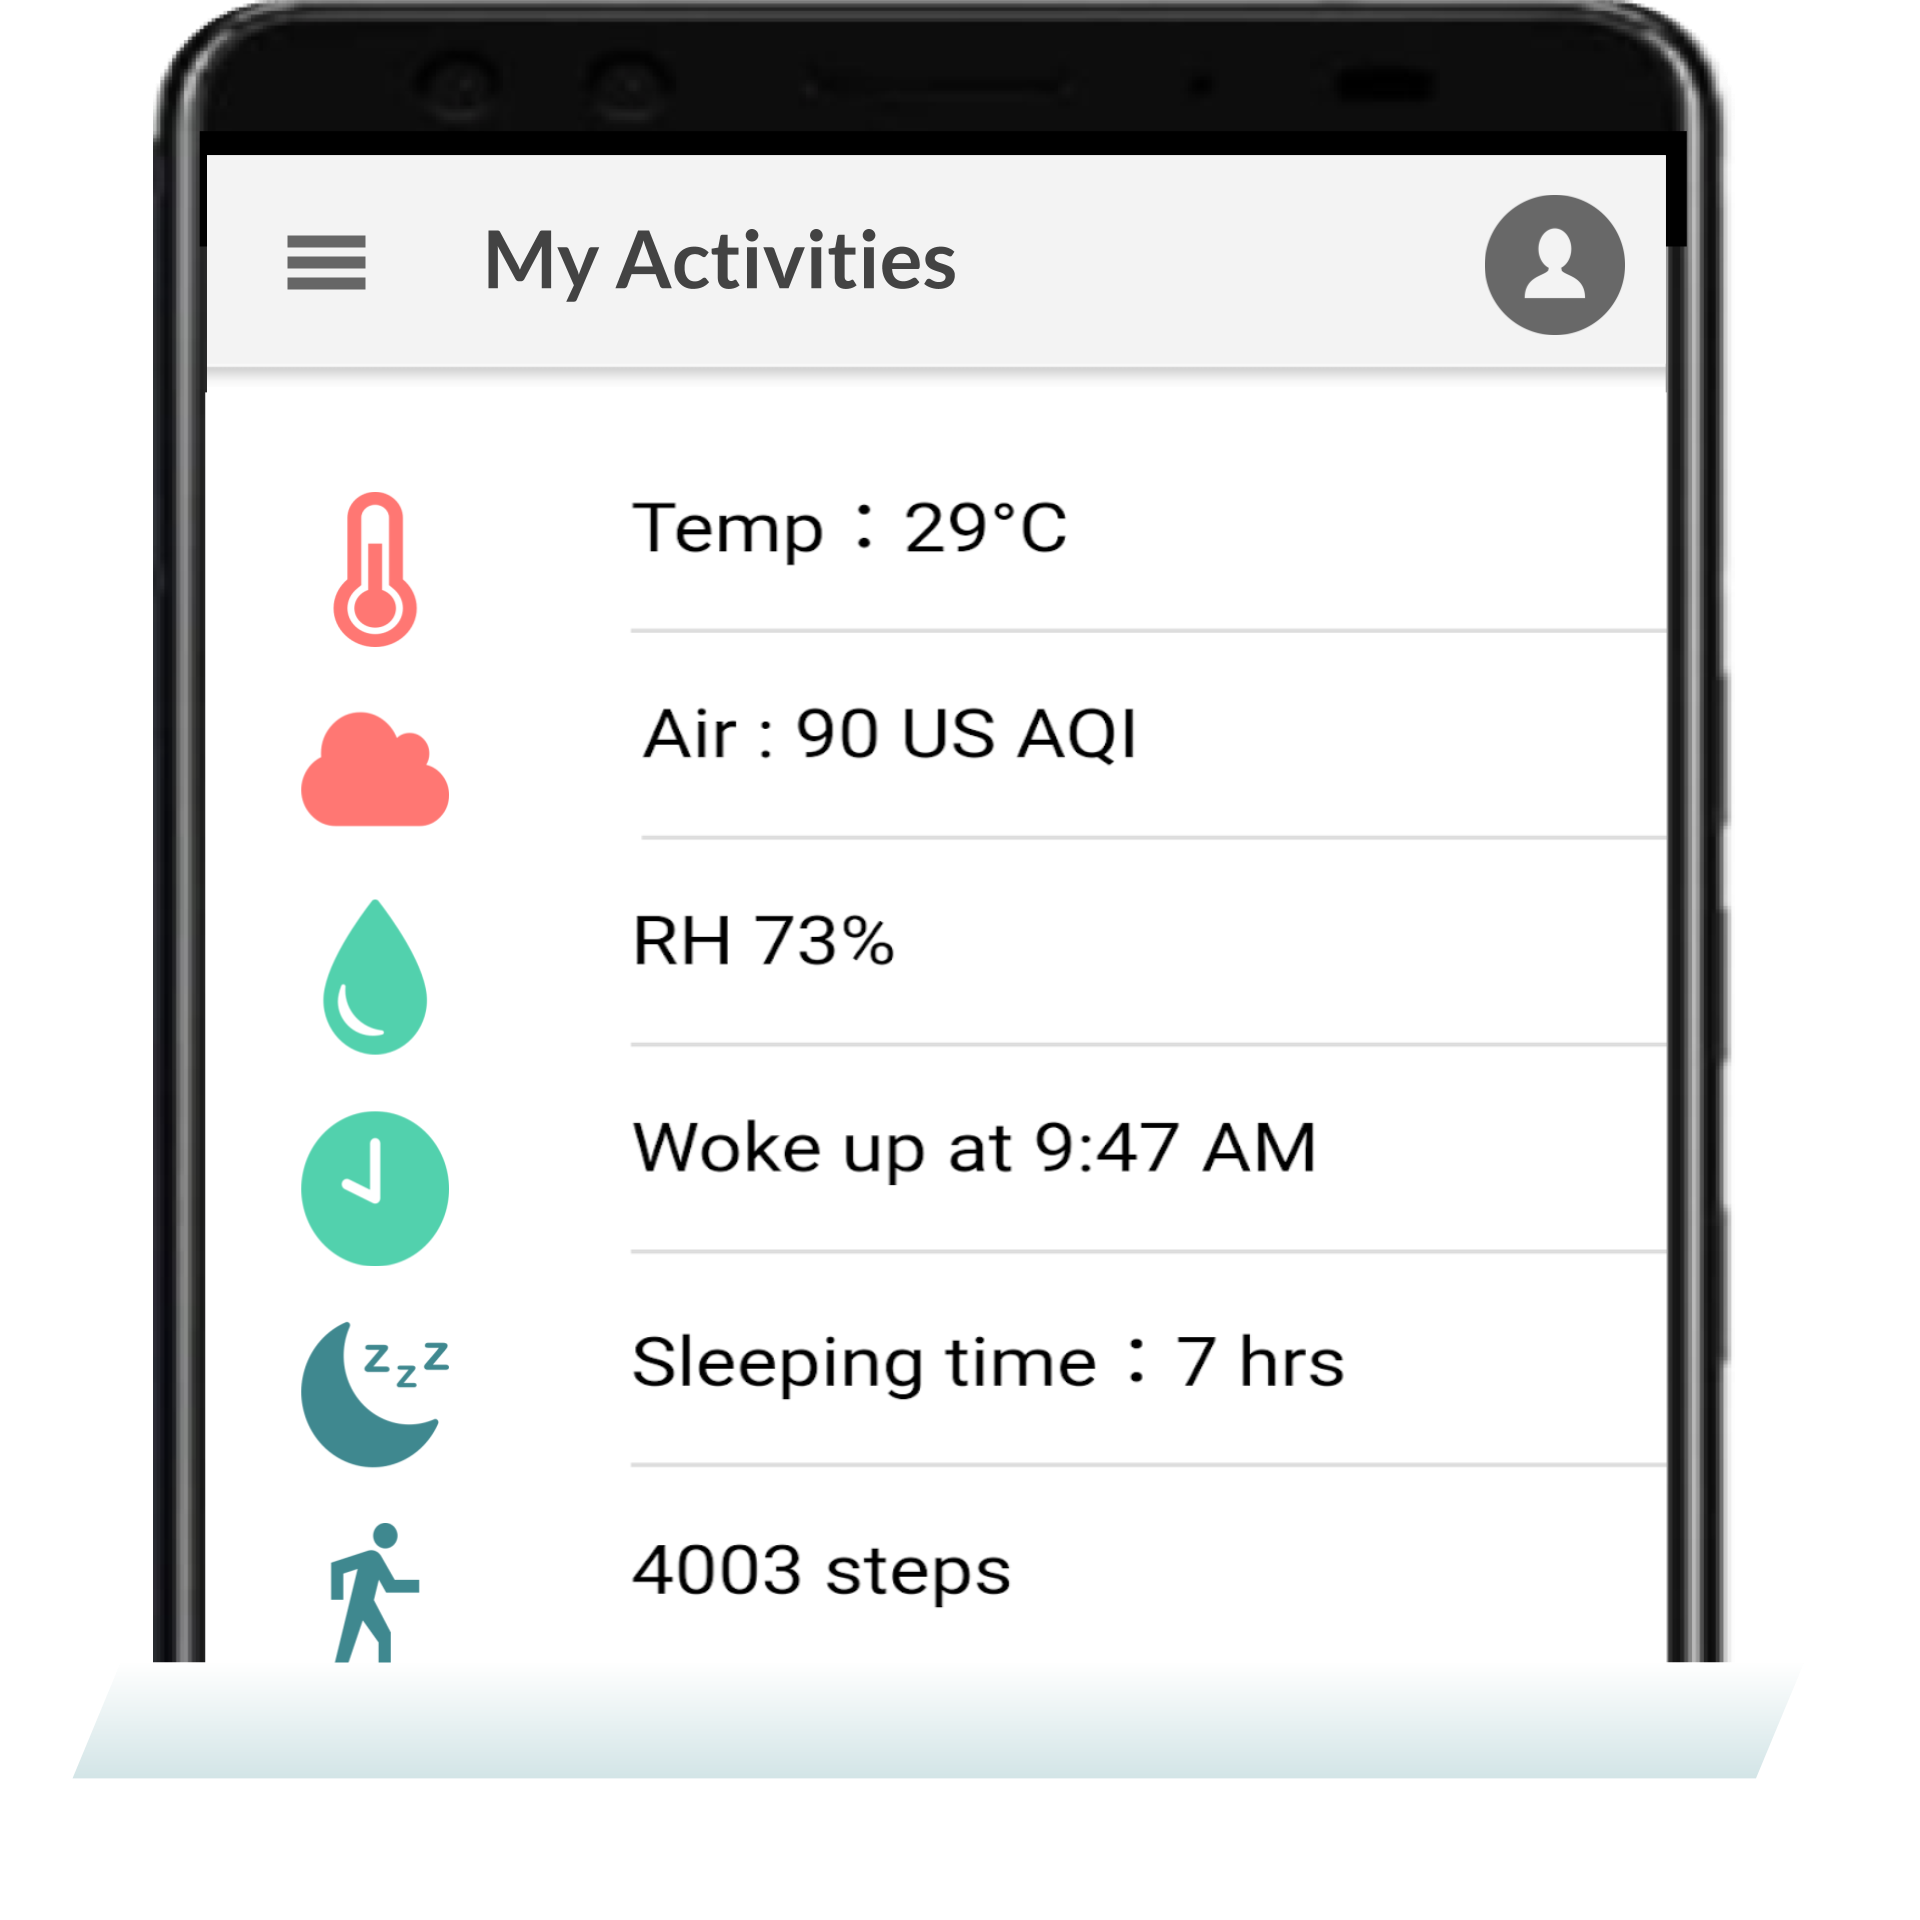 My Activities
Temp：29°C
Air : 90 US AQI
RH 73%
Woke up at 9:47 AM
Sleeping time：7 hrs
z z z
4003 steps